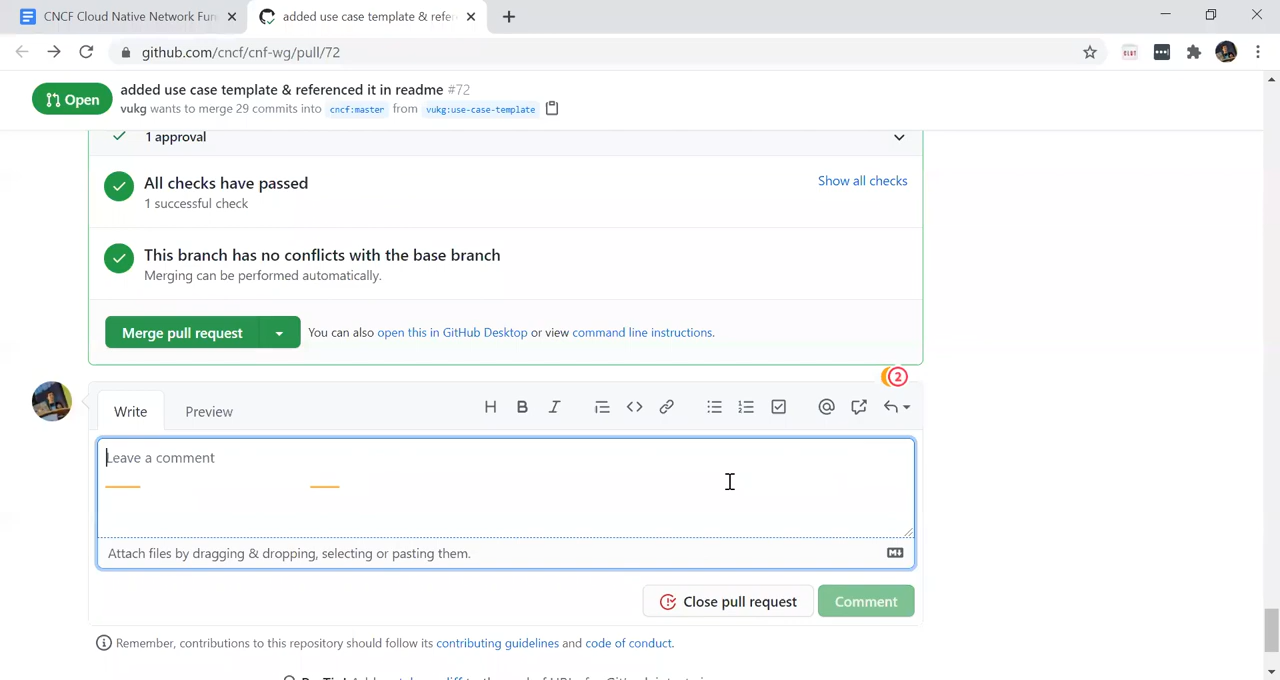 CNCF Cloud Native Network Fun
added use case template & refer
github.com/cncf/cnf-wg/pull/72
Open
added use case template & referenced it in readme #72
vukg wants to merge 29 commits into cncf:master from vukg:use-case-template
1 approval
All checks have passed
1 successful check
Show all checks
This branch has no conflicts with the base branch
Merging can be performed automatically.
Merge pull request
You can also open this in GitHub Desktop or view command line instructions.
2
Write
Preview
H B I
Leave a comment
Attach files by dragging & dropping, selecting or pasting them.
Close pull request
Comment
Remember, contributions to this repository should follow its contributing guidelines and code of conduct.